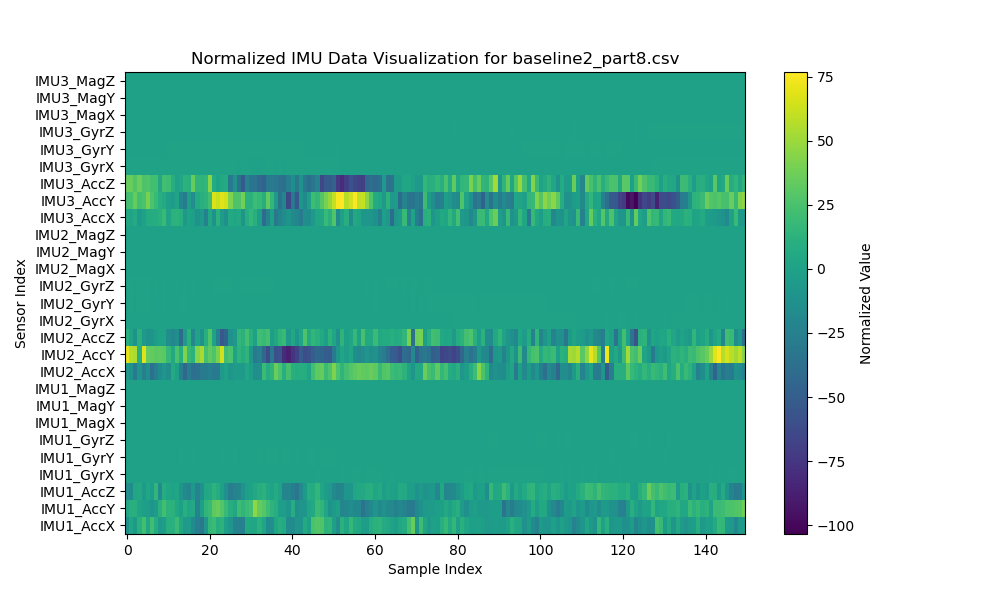 Normalized IMU Data Visualization for baseline2_part8.csv
IMU3_MagZ
IMU3_MagY
IMU3_MagX
IMU3_GyrZ
IMU3_GyrY
IMU3_GyrX
IMU3_AccZ
IMU3_AccY
IMU3_AccX
IMU2_MagZ
IMU2_MagY
IMU2_MagX
IMU2_GyrZ
IMU2_GyrY
IMU2_GyrX
IMU2_AccZ
IMU2_AccY
IMU2_AccX
IMU1_MagZ
IMU1_MagY
IMU1_MagX
IMU1_GyrZ
IMU1_GyrY
IMU1_GyrX
IMU1_AccZ
IMU1_AccY
IMU1_AccX
Sensor Index
0 20 40 60 80 100 120 140
Sample Index
75
50
25
0
−25
−50
−75
−100
Normalized Value